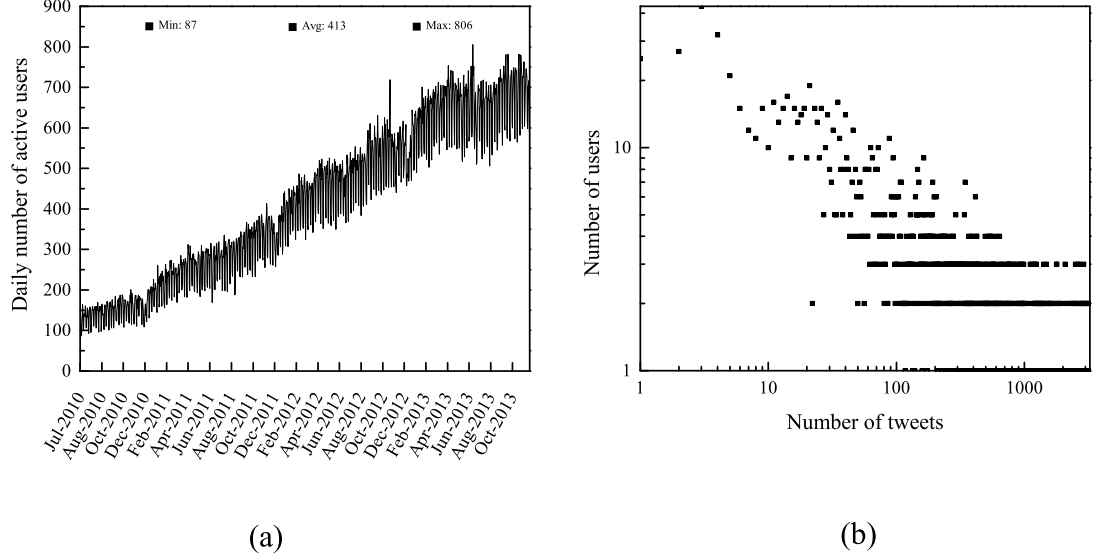 Min: 87 Avg: 413 Max: 806
900
800
700
600
500
400
300
200
100
0
Daily number of active users
Jul-2010
Aug-2010
Oct-2010
Dec-2010
Feb-2011
Apr-2011
Jun-2011
Aug-2011
Oct-2011
Dec-2011
Feb-2012
Apr-2012
Jun-2012
Aug-2012
Oct-2012
Dec-2012
Feb-2013
Apr-2013
Jun-2013
Aug-2013
Oct-2013
(a)
10
1
Number of users
1 10 100 1000
Number of tweets
(b)